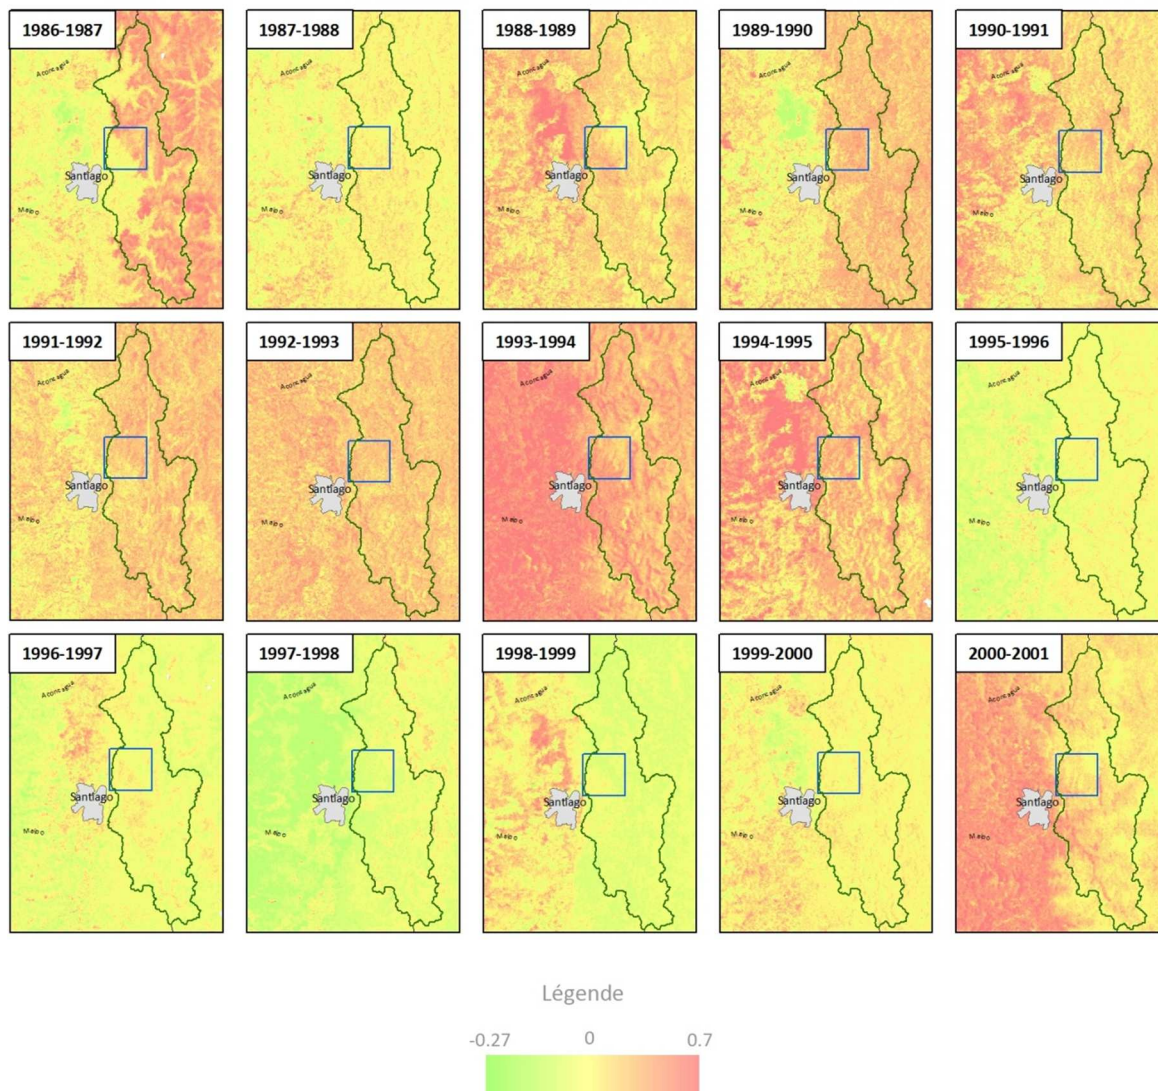 1986-1987
Aconcagua
Santiago
Maipo
1987-1988
Aconcagua
Santiago
Maipo
1988-1989
Aconcagua
Santiago
Maipo
1989-1990
Aconcagua
Santiago
Maipo
1990-1991
Aconcagua
Santiago
Maipo
1991-1992
Aconcagua
Santiago
Maipo
1992-1993
Aconcagua
Santiago
Maipo
1993-1994
Aconcagua
Santiago
Maipo
1994-1995
Aconcagua
Santiago
Maipo
1995-1996
Aconcagua
Santiago
Maipo
1996-1997
Aconcagua
Santiago
Maipo
1997-1998
Aconcagua
Santiago
Maipo
1998-1999
Aconcagua
Santiago
Maipo
1999-2000
Aconcagua
Santiago
Maipo
2000-2001
Aconcagua
Santiago
Maipo
Légende
-0.27 0 0.7